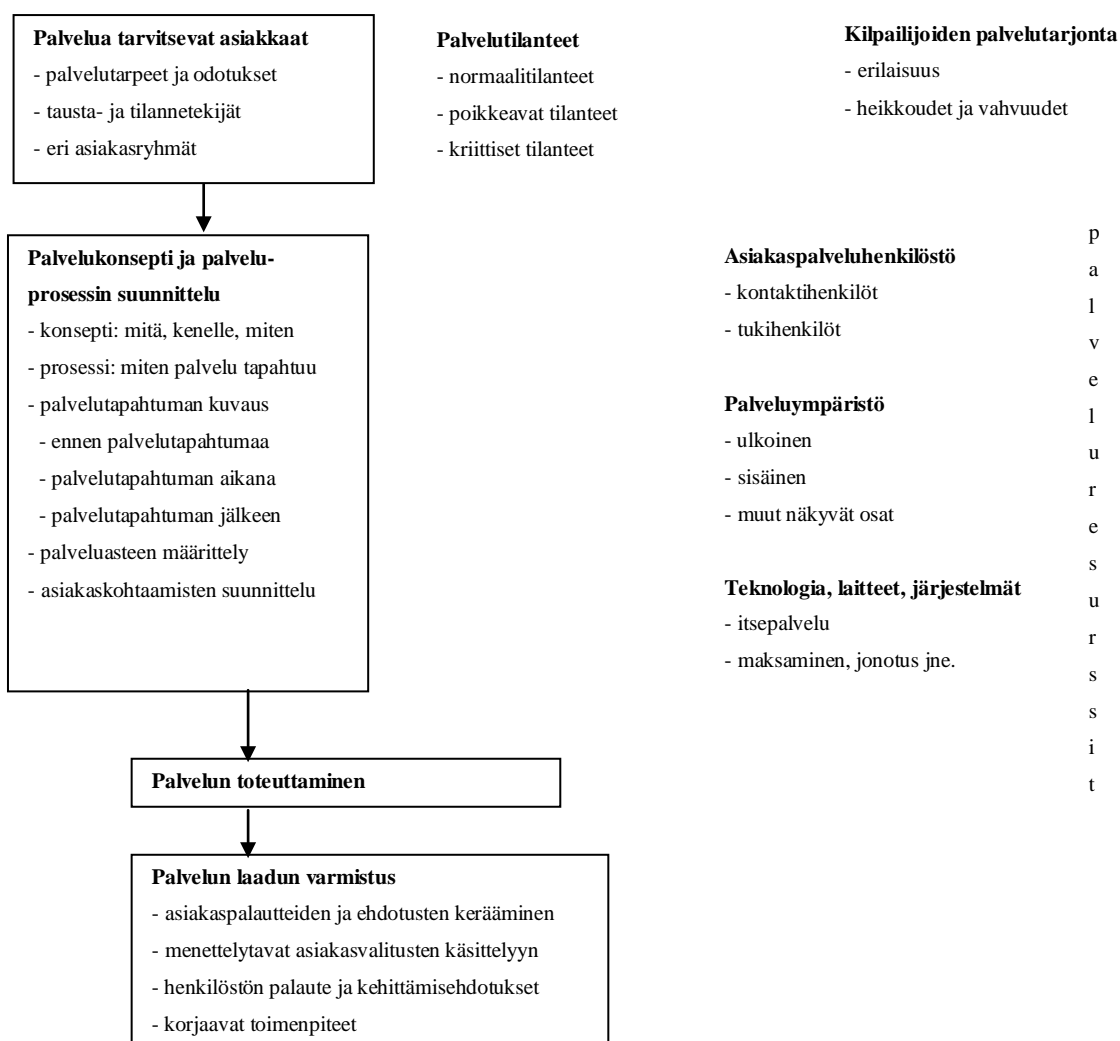 Palvelua tarvitsevat asiakkaat
- palvelutarpeet ja odotukset
- tausta- ja tilannetekijät
- eri asiakasryhmät
Palvelutilanteet
- normaalitilanteet
- poikkeavat tilanteet
- kriittiset tilanteet
Kilpailijoiden palvelutarjonta
- erilaisuus
- heikkoudet ja vahvuudet
Palvelukonsepti ja palvelu-
prosessin suunnittelu
- konsepti: mitä, kenelle, miten
- prosessi: miten palvelu tapahtuu
- palvelutapahtuman kuvaus
- ennen palvelutapahtumaa
- palvelutapahtuman aikana
- palvelutapahtuman jälkeen
- palveluasteen määrittely
- asiakaskohtaamisten suunnittelu
Asiakaspalveluhenkilöstö
- kontaktihenkilöt
- tukihenkilöt
Palveluympäristö
- ulkoinen
- sisäinen
- muut näkyvät osat
Teknologia, laitteet, järjestelmät
- itsepalvelu
- maksaminen, jonotus jne.
p
a
l
v
e
l
u
r
e
s
u
r
s
s
i
t
Palvelun toteuttaminen
Palvelun laadun varmistus
- asiakaspalautteiden ja ehdotusten kerääminen
- menettelytavat asiakasvalitusten käsittelyyn
- henkilöstön palaute ja kehittämisehdotukset
- korjaavat toimenpiteet